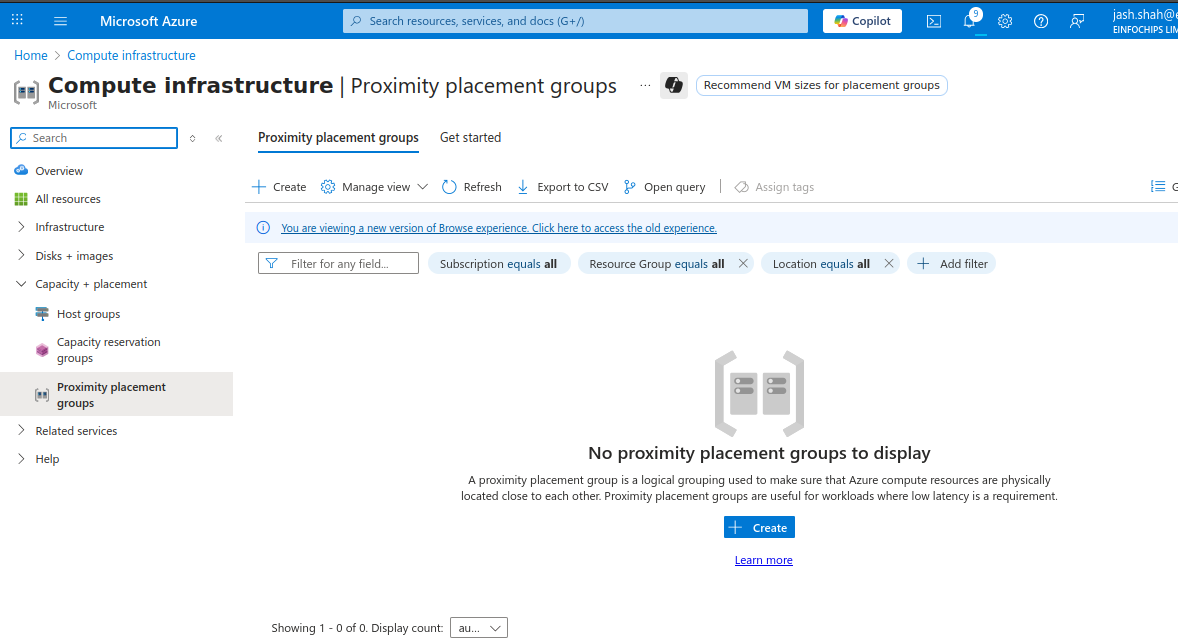 Microsoft Azure
Search resources, services, and docs (G+/)
Copilot
9
jash.shah@e
EINFOCHIPS LIM
Home > Compute infrastructure
Compute infrastructure | Proximity placement groups
...
Recommend VM sizes for placement groups
Microsoft
Search
Overview
All resources
Infrastructure
Disks + images
Capacity + placement
Host groups
Capacity reservation
groups
Proximity placement
groups
Related services
Help
Proximity placement groups
Get started
Create
Manage view
Refresh
Export to CSV
Open query
Assign tags
G
You are viewing a new version of Browse experience. Click here to access the old experience.
Filter for any field...
Subscription equals all
Resource Group equals all
Location equals all
Add filter
No proximity placement groups to display
A proximity placement group is a logical grouping used to make sure that Azure compute resources are physically
located close to each other. Proximity placement groups are useful for workloads where low latency is a requirement.
Create
Learn more
Showing 1 - 0 of 0. Display count: au...